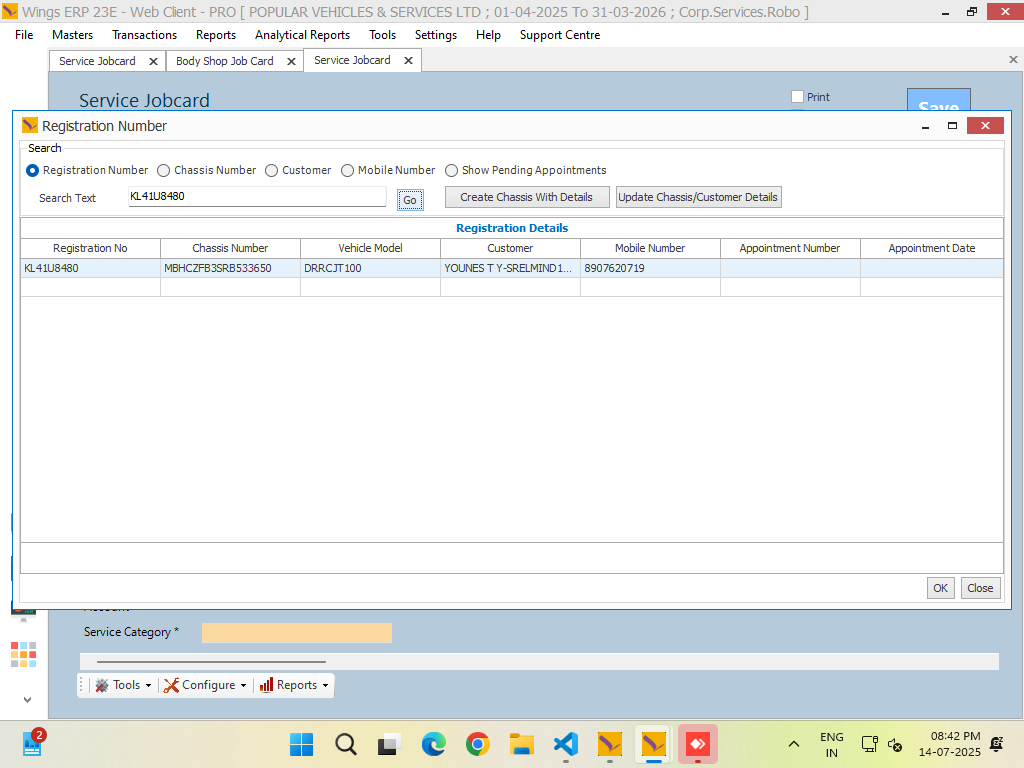 Wings ERP 23E - Web Client - PRO [ POPULAR VEHICLES & SERVICES LTD ; 01-04-2025 To 31-03-2026 ; Corp.Services.Robo ]
File Masters Transactions Reports Analytical Reports Tools Settings Help Support Centre
Service Jobcard Body Shop Job Card Service Jobcard
Service Jobcard
Print
Save
Registration Number
Search
Registration Number Chassis Number Customer Mobile Number Show Pending Appointments
Search Text KL41U8480 Go Create Chassis With Details Update Chassis/Customer Details
Registration Details
Registration No Chassis Number Vehicle Model Customer Mobile Number Appointment Number Appointment Date
KL41U8480 MBHCZFB3SRB533650 DRRCJT100 YOUNES T Y-SRELMIND1... 8907620719
OK Close
Account
Service Category *
Tools Configure Reports
2
ENG
IN
08:42 PM
14-07-2025